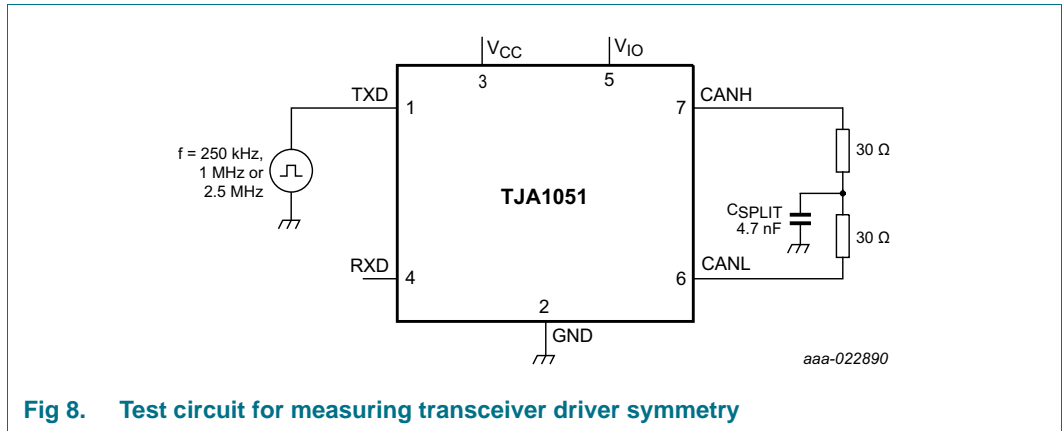 VCC
VIO
3
5
TXD
1
7
CANH
f = 250 kHz,
1 MHz or
2.5 MHz
30 Ω
TJA1051
CSPLIT
4.7 nF
30 Ω
RXD
4
6
CANL
2
GND
aaa-022890
Fig 8. Test circuit for measuring transceiver driver symmetry